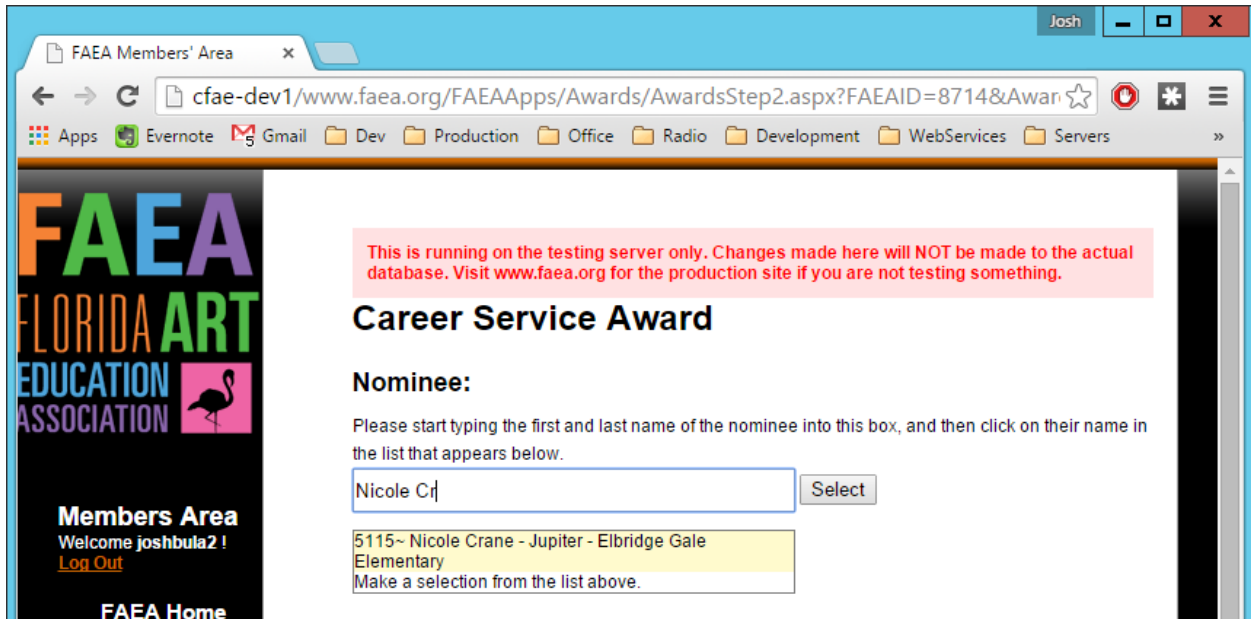 Josh
FAEA Members' Area
cfae-dev1/www.faea.org/FAEAApps/Awards/AwardsStep2.aspx?FAEAID=8714&Awar
Apps Evernote 5 Gmail Dev Production Office Radio Development WebServices Servers »
FAEA
FLORIDA ART
EDUCATION
ASSOCIATION
This is running on the testing server only. Changes made here will NOT be made to the actual
database. Visit www.faea.org for the production site if you are not testing something.
Career Service Award
Nominee:
Please start typing the first and last name of the nominee into this box, and then click on their name in
the list that appears below.
Nicole Cr
Select
5115~ Nicole Crane - Jupiter - Elbridge Gale
Elementary
Make a selection from the list above.
Members Area
Welcome joshbula2 !
Log Out
FAEA Home